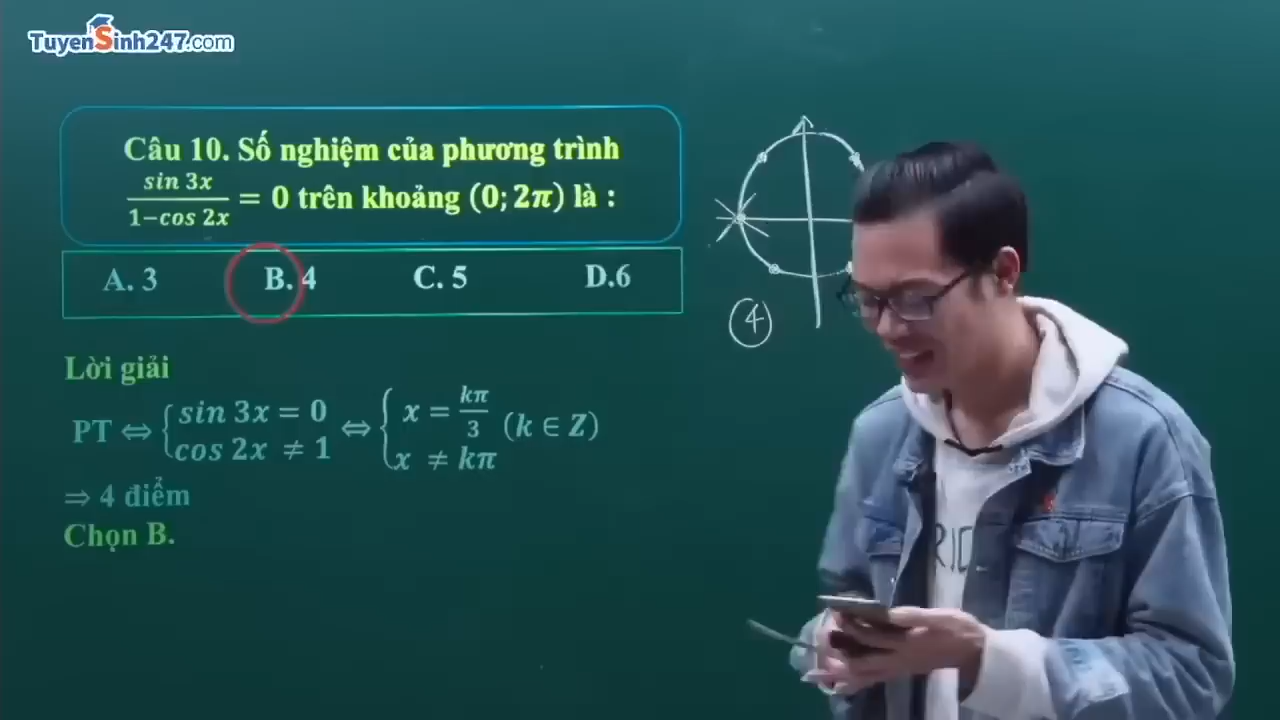 TuyenSinh247.com
Câu 10. Số nghiệm của phương trình
sin 3x / 1−cos 2x = 0 trên khoảng (0; 2π) là :
A. 3 B. 4 C. 5 D.6
4
Lời giải
PT ⇔ { sin 3x = 0 ⇔ { x = kπ/3 (k ∈ Z)
cos 2x ≠ 1 x ≠ kπ
⇒ 4 điểm
Chọn B.